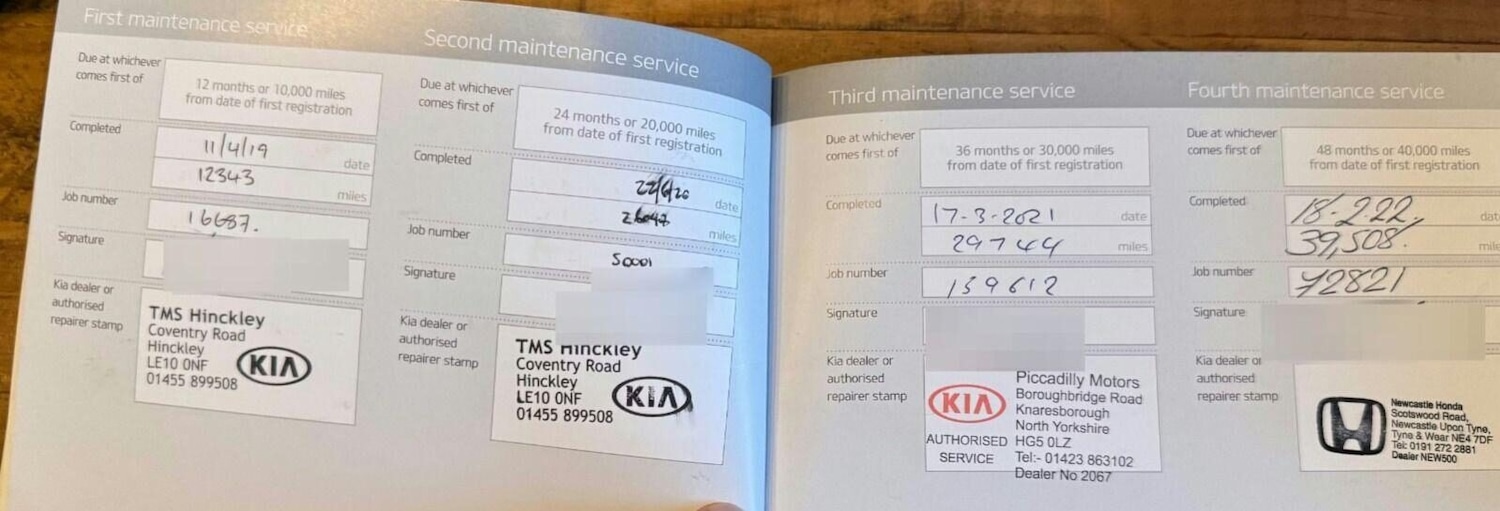 First maintenance service
Due at whichever
comes first of
12 months or 10,000 miles
from date of first registration
Completed
11/4/19
date
12343
miles
Job number
16687.
Signature
Kia dealer or
authorised
repairer stamp
TMS Hinckley
Coventry Road
Hinckley
LE10 0NF
01455 899508
KIA
Second maintenance service
Due at whichever
comes first of
24 months or 20,000 miles
from date of first registration
Completed
22/6/20
date
miles
Job number
50001
Signature
Kia dealer or
authorised
repairer stamp
TMS Hinckley
Coventry Road
Hinckley
LE10 0NF
01455 899508
KIA
Third maintenance service
Due at whichever
comes first of
36 months or 30,000 miles
from date of first registration
Completed
17-3-2021
date
29744
miles
Job number
139612
Signature
Kia dealer or
authorised
repairer stamp
KIA
AUTHORISED
SERVICE
Piccadilly Motors
Boroughbridge Road
Knaresborough
North Yorkshire
HG5 0LZ
Tel:- 01423 863102
Dealer No 2067
Fourth maintenance service
Due at whichever
comes first of
48 months or 40,000 miles
from date of first registration
Completed
18-2-22,
dat
39,508.
mile
Job number
72821
Signature
Kia dealer or
authorised
repairer stamp
Newcastle Honda
Scotswood Road,
Newcastle Upon Tyne,
Tyne & Wear NE4 7DF
Tel: 0191 272 2881
Dealer NEW500